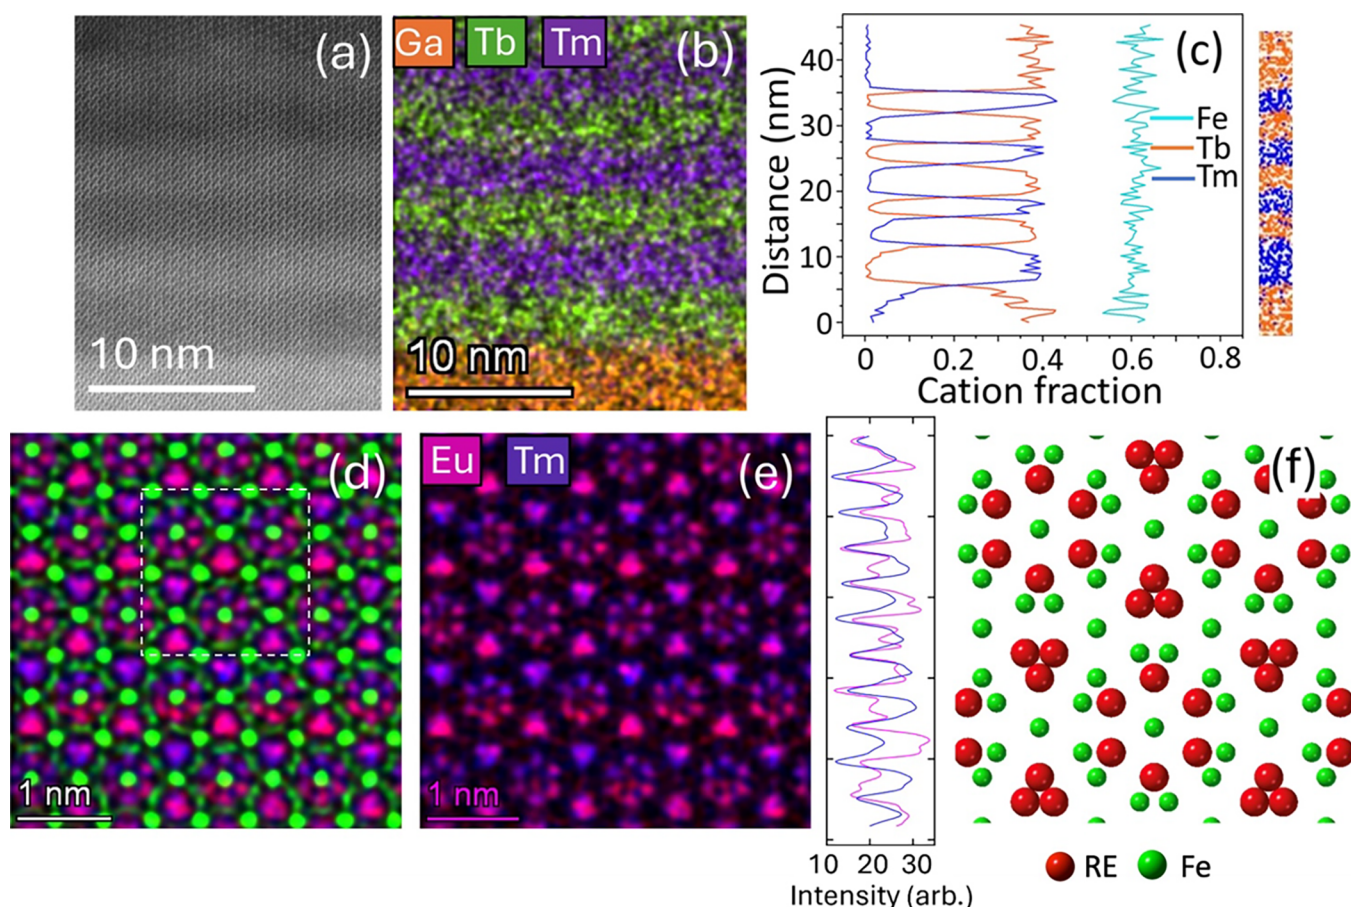 (a)
10 nm
Ga Tb Tm (b)
10 nm
(c)
Distance (nm)
40
30
20
10
0
Fe
Tb
Tm
0 0.2 0.4 0.6 0.8
Cation fraction
(d)
1 nm
Eu Tm (e)
1 nm
10 20 30
Intensity (arb.)
(f)
RE Fe